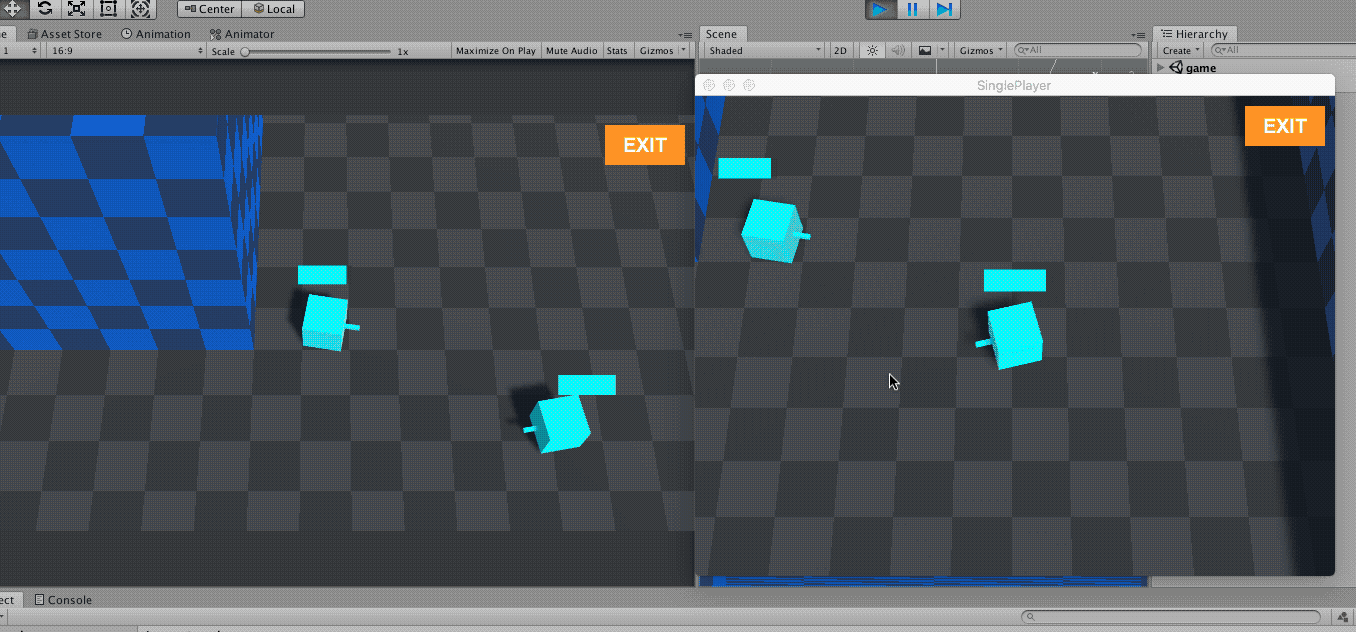 Center Local
e Asset Store Animation Animator
Scene
Hierarchy
1 16:9 Scale 1x Maximize On Play Mute Audio Stats Gizmos
Shaded 2D Gizmos All
Create All
game
SinglePlayer
EXIT
EXIT
ect Console